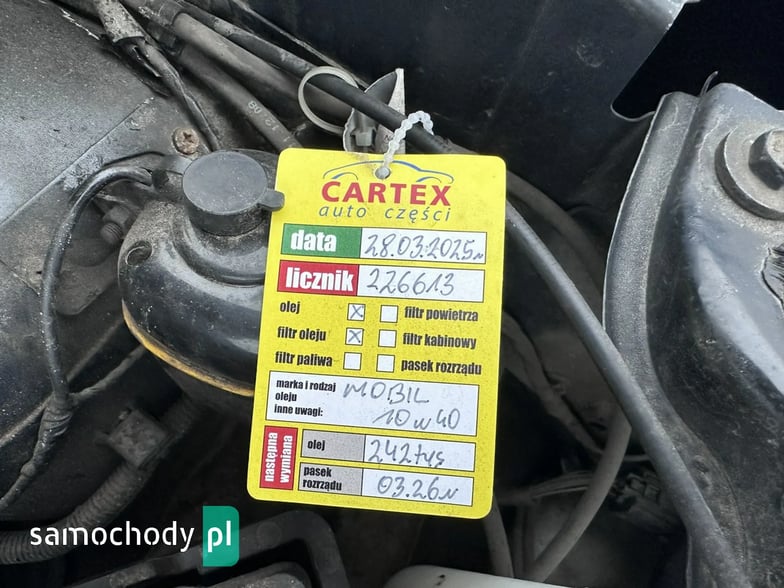 CARTEX
auto części
data 28.03.2025r
licznik 226613
olej x filtr powietrza
filtr oleju x filtr kabinowy
filtr paliwa pasek rozrządu
marka i rodzaj MOBIL
oleju
inne uwagi: 10w40
następna wymiana
olej 242tyś
pasek
rozrządu 03.26r
samochody pl